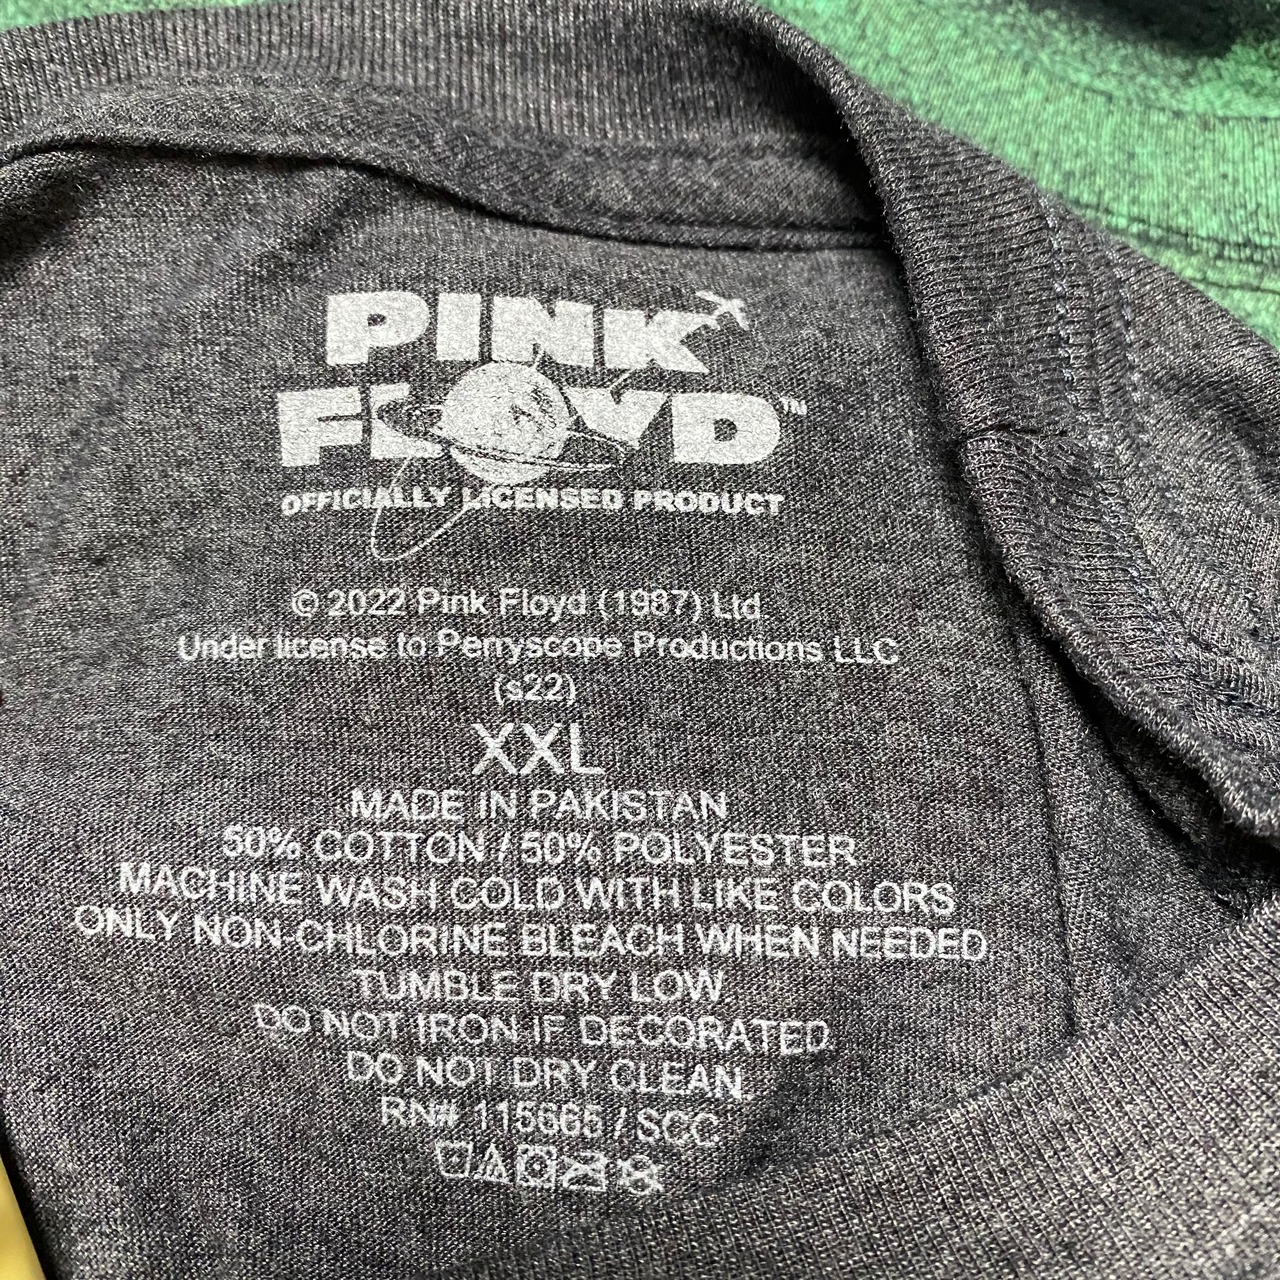 PINK
FLOYD™
OFFICIALLY LICENSED PRODUCT
© 2022 Pink Floyd (1987) Ltd
Under license to Perryscope Productions LLC
(s22)
XXL
MADE IN PAKISTAN
50% COTTON / 50% POLYESTER
MACHINE WASH COLD WITH LIKE COLORS
ONLY NON-CHLORINE BLEACH WHEN NEEDED
TUMBLE DRY LOW
DO NOT IRON IF DECORATED
DO NOT DRY CLEAN.
RN# 115665 / SCC